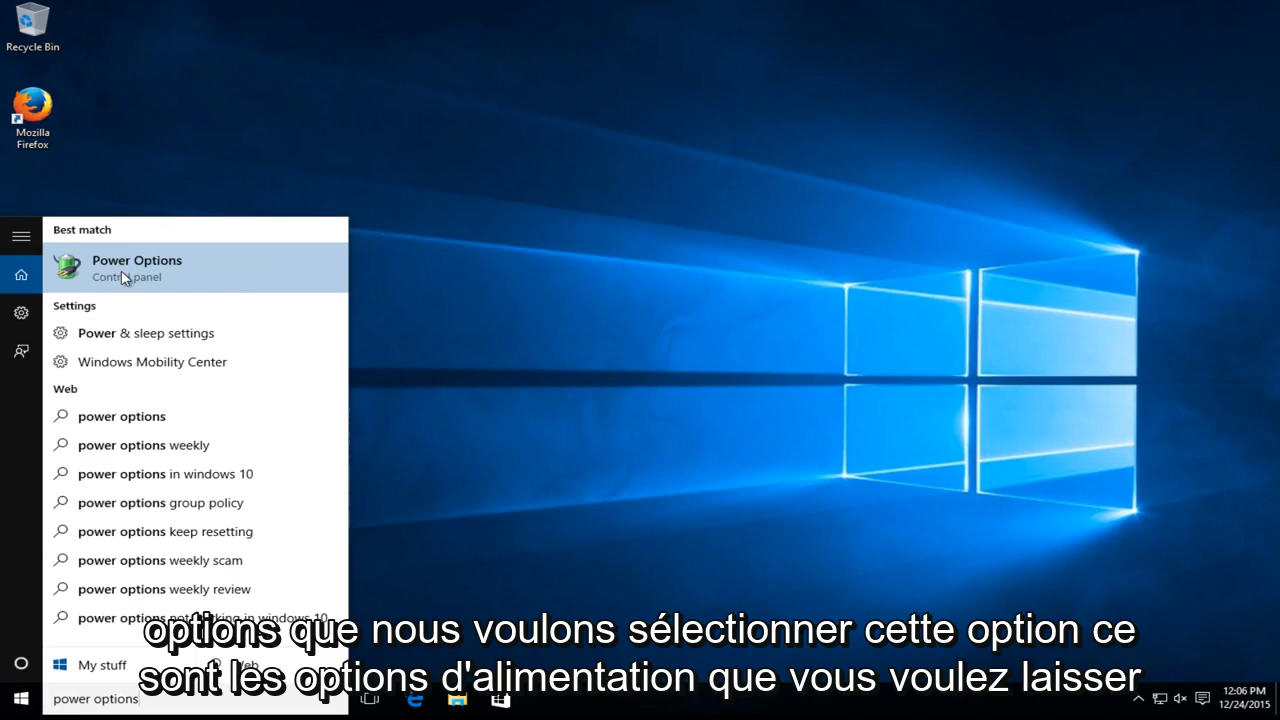 Recycle Bin
Mozilla
Firefox
Best match
Power Options
Control panel
Settings
Power & sleep settings
Windows Mobility Center
Web
power options
power options weekly
power options in windows 10
power options group policy
power options keep resetting
power options weekly scam
power options weekly review
power options not working in windows 10
options que nous voulons sélectionner cette option ce
My stuff
Web
sont les options d'alimentation que vous voulez laisser
power options
12:06 PM
12/24/2015